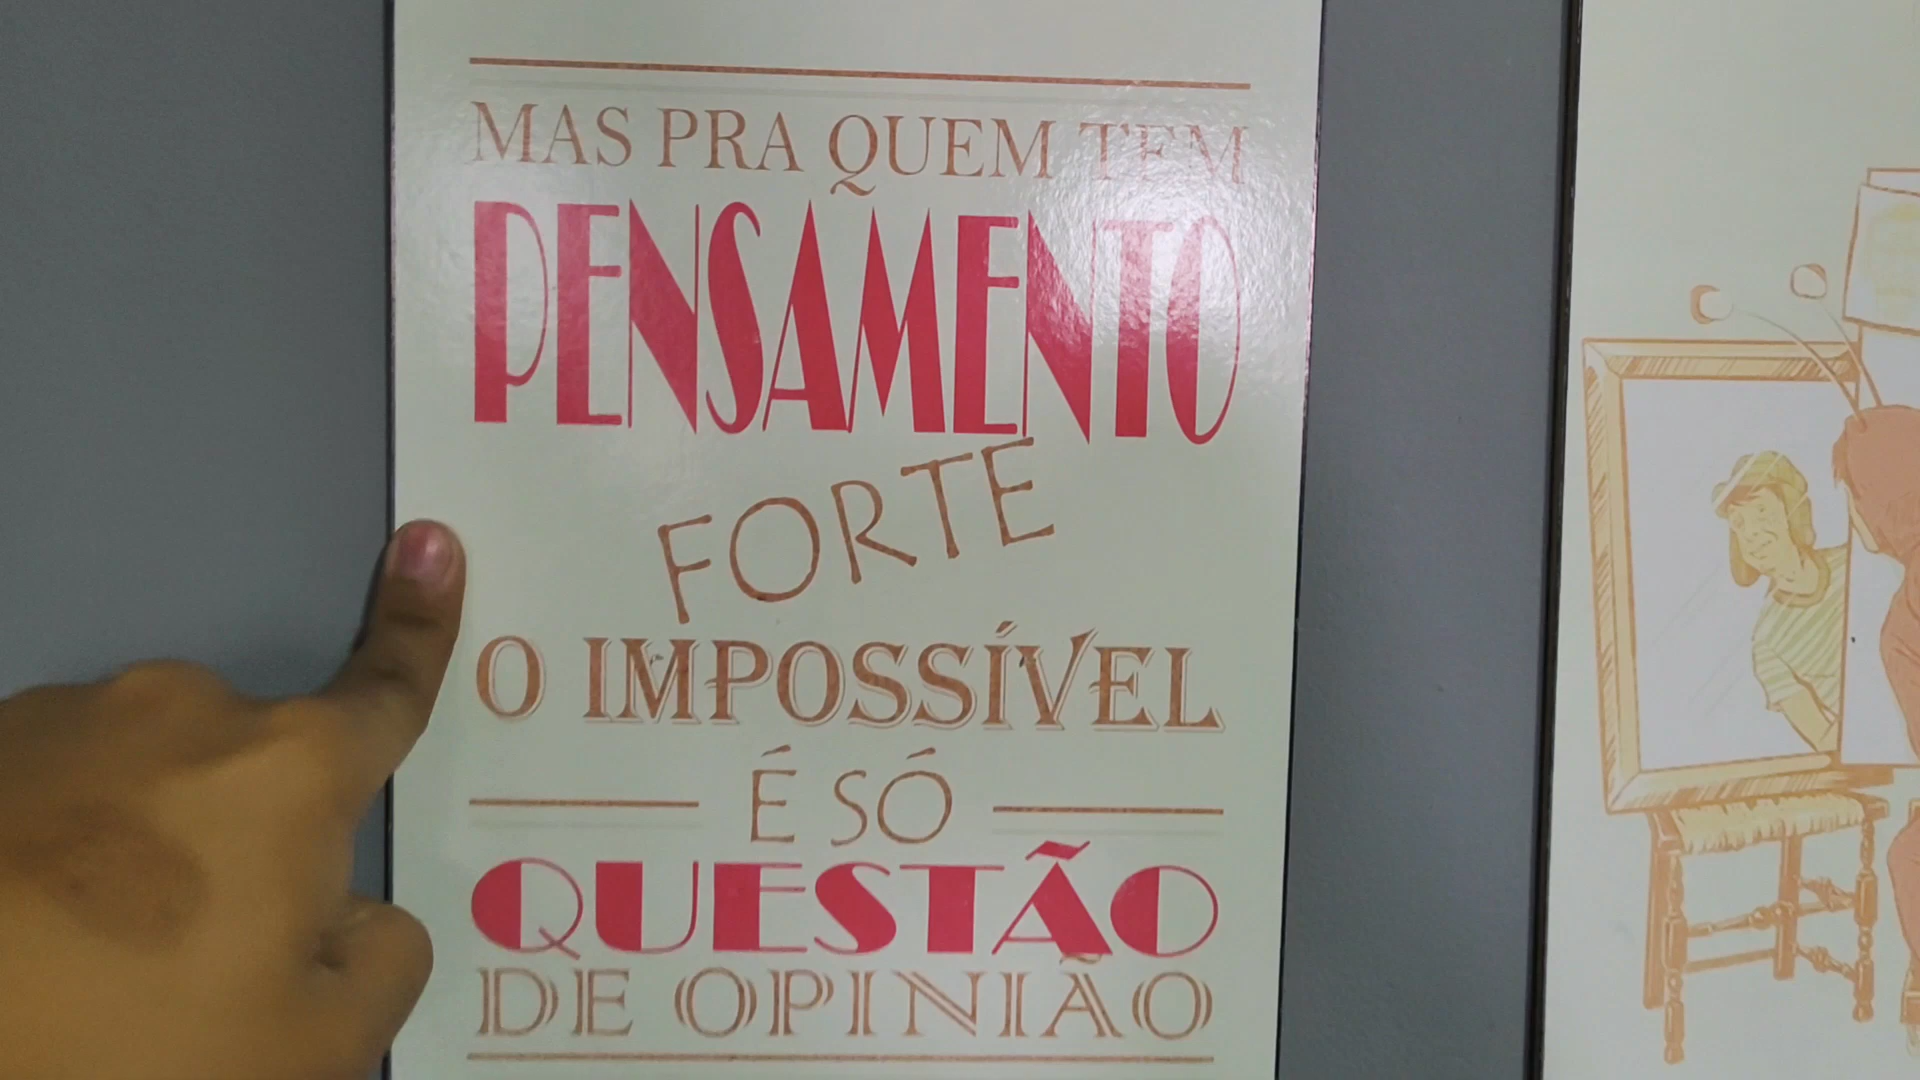 MAS PRA QUEM TEM
PENSAMENTO
FORTE
O IMPOSSÍVEL
É SÓ
QUESTÃO
DE OPINIÃO